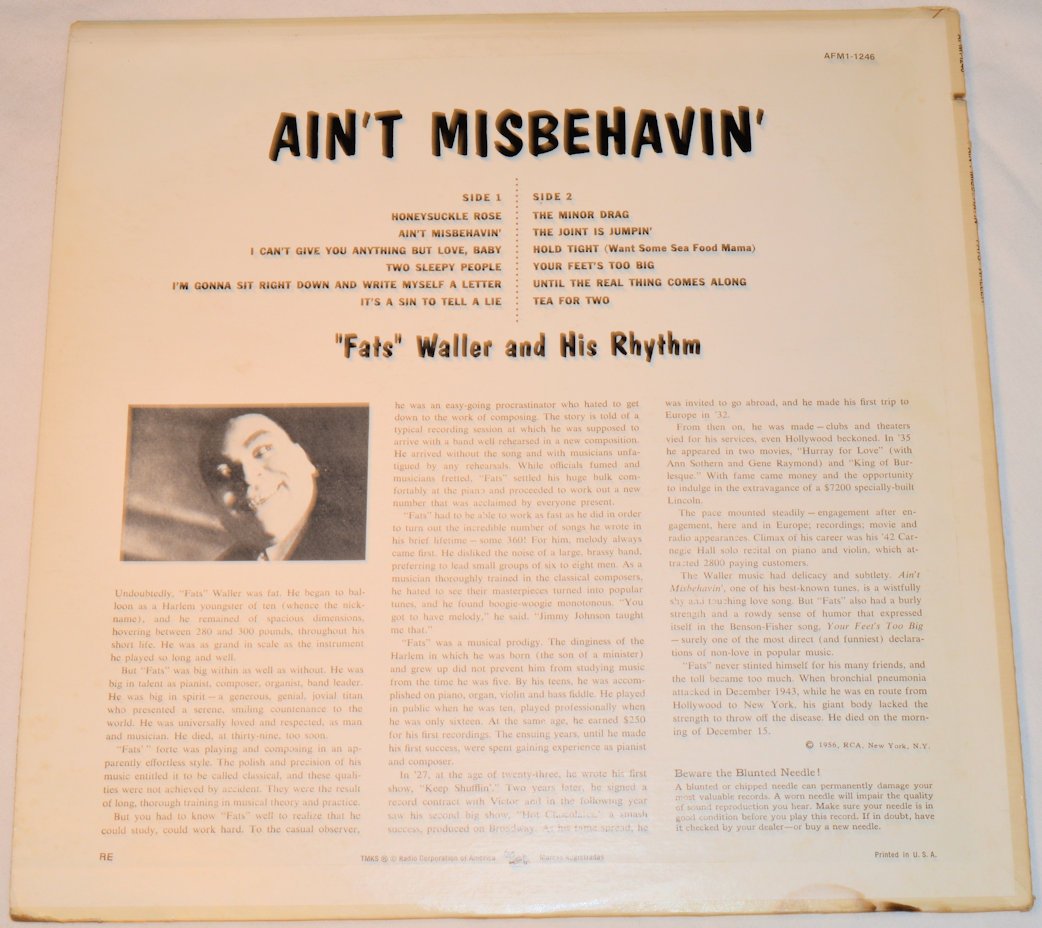 AFM1-1246
AIN'T MISBEHAVIN'
SIDE 1
HONEYSUCKLE ROSE
AIN'T MISBEHAVIN'
I CAN'T GIVE YOU ANYTHING BUT LOVE, BABY
TWO SLEEPY PEOPLE
I'M GONNA SIT RIGHT DOWN AND WRITE MYSELF A LETTER
IT'S A SIN TO TELL A LIE
SIDE 2
THE MINOR DRAG
THE JOINT IS JUMPIN'
HOLD TIGHT (Want Some Sea Food Mama)
YOUR FEET'S TOO BIG
UNTIL THE REAL THING COMES ALONG
TEA FOR TWO
"Fats" Waller and His Rhythm
Undoubtedly, "Fats" Waller was fat. He began to bal-
loon as a Harlem youngster of ten (whence the nick-
name), and he remained of spacious dimensions,
hovering between 280 and 300 pounds, throughout his
short life. He was as grand in scale as the instrument
he played so long and well.
But "Fats" was big within as well as without. He was
big in talent as pianist, composer, organist, band leader.
He was big in spirit — a generous, genial, jovial titan
who presented a serene, smiling countenance to the
world. He was universally loved and respected, as man
and musician. He died, at thirty-nine, too soon.
"Fats' " forte was playing and composing in an ap-
parently effortless style. The polish and precision of his
music entitled it to be called classical, and these quali-
ties were not achieved by accident. They were the result
of long, thorough training in musical theory and practice.
But you had to know "Fats" well to realize that he
could study, could work hard. To the casual observer,
he was an easy-going procrastinator who hated to get
down to the work of composing. The story is told of a
typical recording session at which he was supposed to
arrive with a band well rehearsed in a new composition.
He arrived without the song and with musicians unfa-
tigued by any rehearsals. While officials fumed and
musicians fretted, "Fats" settled his huge bulk com-
fortably at the piano and proceeded to work out a new
number that was acclaimed by everyone present.
"Fats" had to be able to work as fast as he did in order
to turn out the incredible number of songs he wrote in
his brief lifetime — some 360! For him, melody always
came first. He disliked the noise of a large, brassy band,
preferring to lead small groups of six to eight men. As a
musician thoroughly trained in the classical composers,
he hated to see their masterpieces turned into popular
tunes, and he found boogie-woogie monotonous. "You
got to have melody," he said. "Jimmy Johnson taught
me that."
"Fats" was a musical prodigy. The dinginess of the
Harlem in which he was born (the son of a minister)
and grew up did not prevent him from studying music
from the time he was five. By his teens, he was accom-
plished on piano, organ, violin and bass fiddle. He played
in public when he was ten, played professionally when
he was only sixteen. At the same age, he earned $250
for his first recordings. The ensuing years, until he made
his first success, were spent gaining experience as pianist
and composer.
In '27, at the age of twenty-three, he wrote his first
show, "Keep Shufflin'." Two years later, he signed a
record contract with Victor and in the following year
saw his second big show, "Hot Chocolates," a smash
success, produced on Broadway. As his fame spread, he
was invited to go abroad, and he made his first trip to
Europe in '32.
From then on, he was made — clubs and theaters
vied for his services, even Hollywood beckoned. In '35
he appeared in two movies, "Hurray for Love" (with
Ann Sothern and Gene Raymond) and "King of Bur-
lesque." With fame came money and the opportunity
to indulge in the extravagance of a $7200 specially-built
Lincoln.
The pace mounted steadily — engagement after en-
gagement, here and in Europe; recordings; movie and
radio appearances. Climax of his career was his '42 Car-
negie Hall solo recital on piano and violin, which at-
tracted 2800 paying customers.
The Waller music had delicacy and subtlety. Ain't
Misbehavin', one of his best-known tunes, is a wistfully
shy and touching love song. But "Fats" also had a burly
strength and a rowdy sense of humor that expressed
itself in the Benson-Fisher song, Your Feet's Too Big
— surely one of the most direct (and funniest) declara-
tions of non-love in popular music.
"Fats" never stinted himself for his many friends, and
the toll became too much. When bronchial pneumonia
attacked in December 1943, while he was en route from
Hollywood to New York, his giant body lacked the
strength to throw off the disease. He died on the morn-
ing of December 15.
© 1956, RCA, New York, N.Y.
Beware the Blunted Needle!
A blunted or chipped needle can permanently damage your
most valuable records. A worn needle will impair the quality
of sound reproduction you hear. Make sure your needle is in
good condition before you play this record. If in doubt, have
it checked by your dealer—or buy a new needle.
RE
TMKS ® © Radio Corporation of America
Marcas Registradas
Printed in U. S. A.